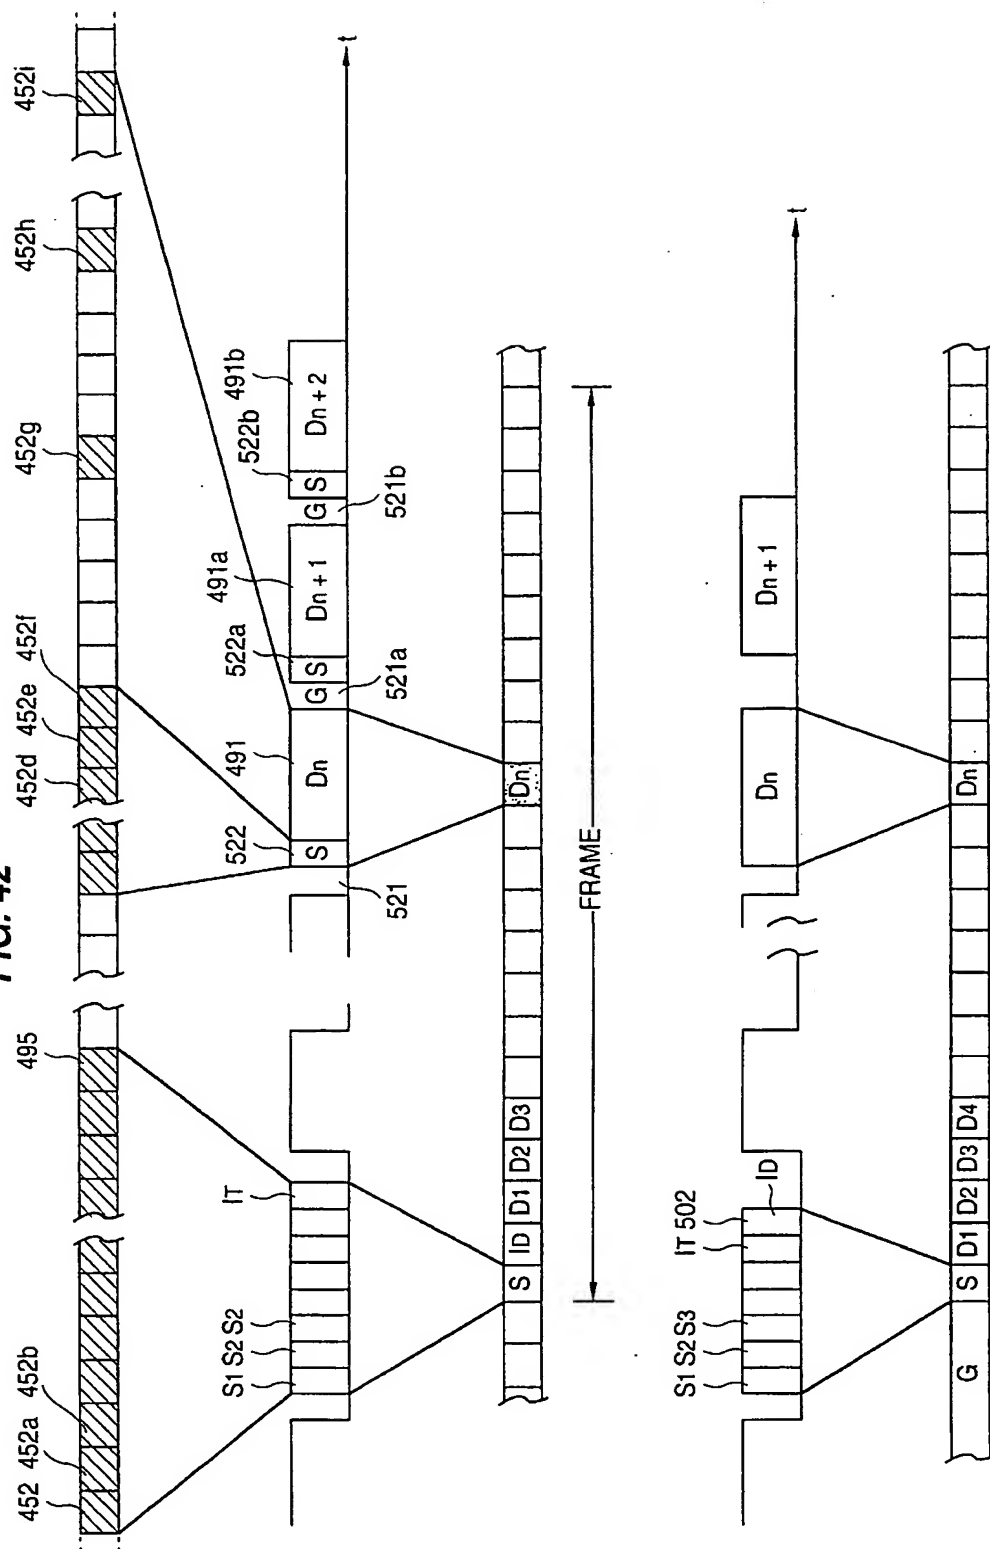 FIG. 42
452 452a 452b 495 452d 452e 452f 452g 452h 452i
S1 S2 S2 IT 522 491 522a 491a 522b 491b
S Dn G S Dn+1 G S Dn+2 t
521 521a 521b
S ID D1 D2 D3 Dn
FRAME
S1 S2 S3 IT 502
ID Dn Dn+1 t
G S D1 D2 D3 D4 Dn